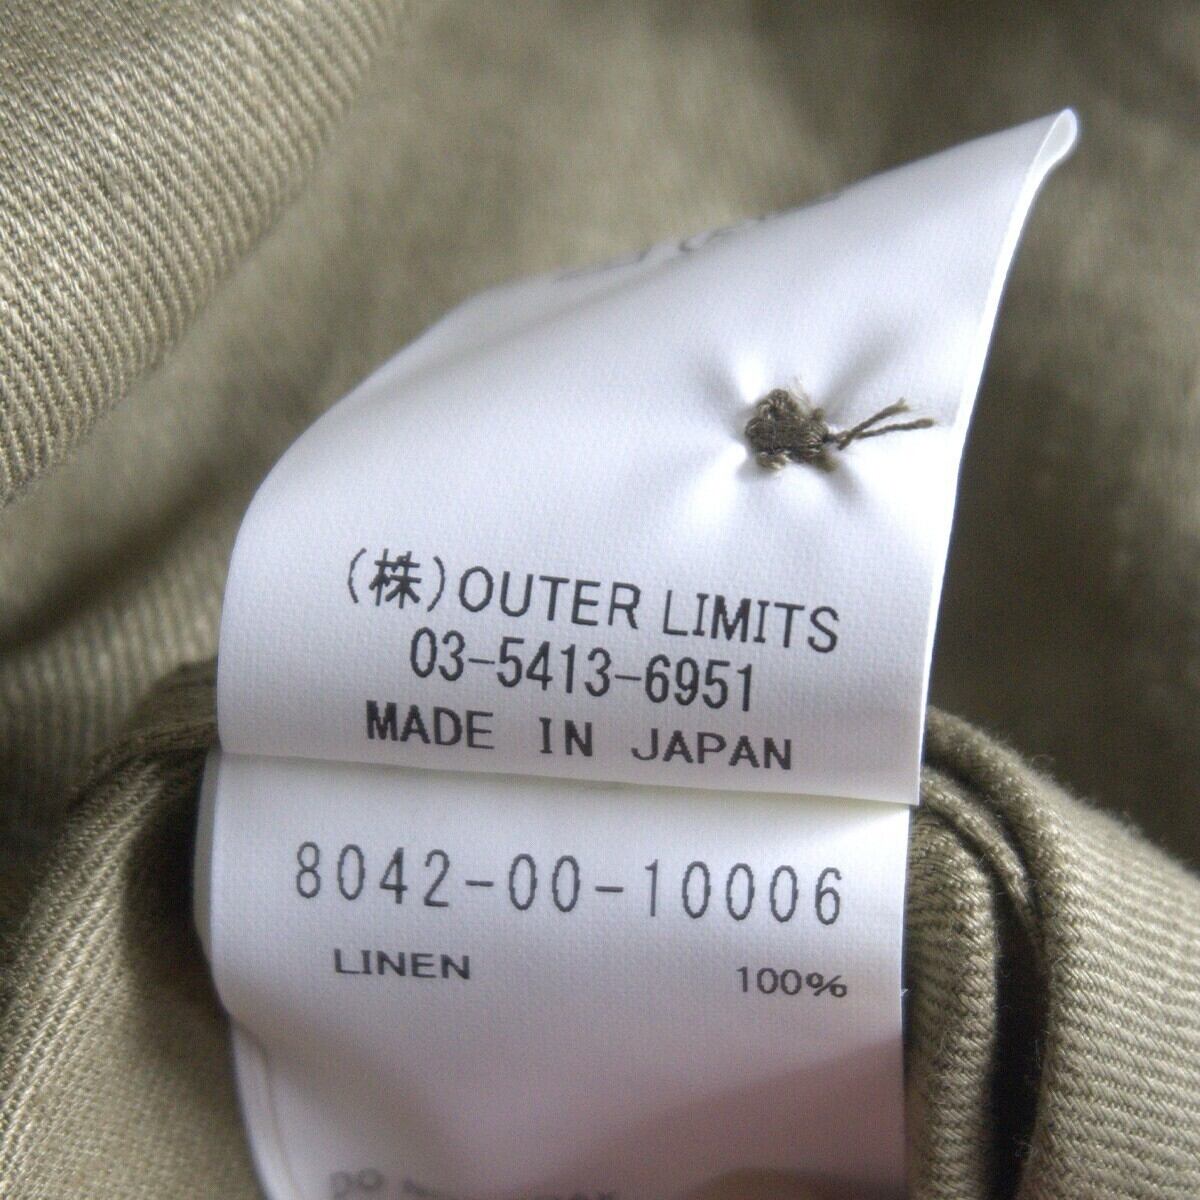 (株)OUTER LIMITS
03-5413-6951
MADE IN JAPAN
8042-00-10006
LINEN 100%